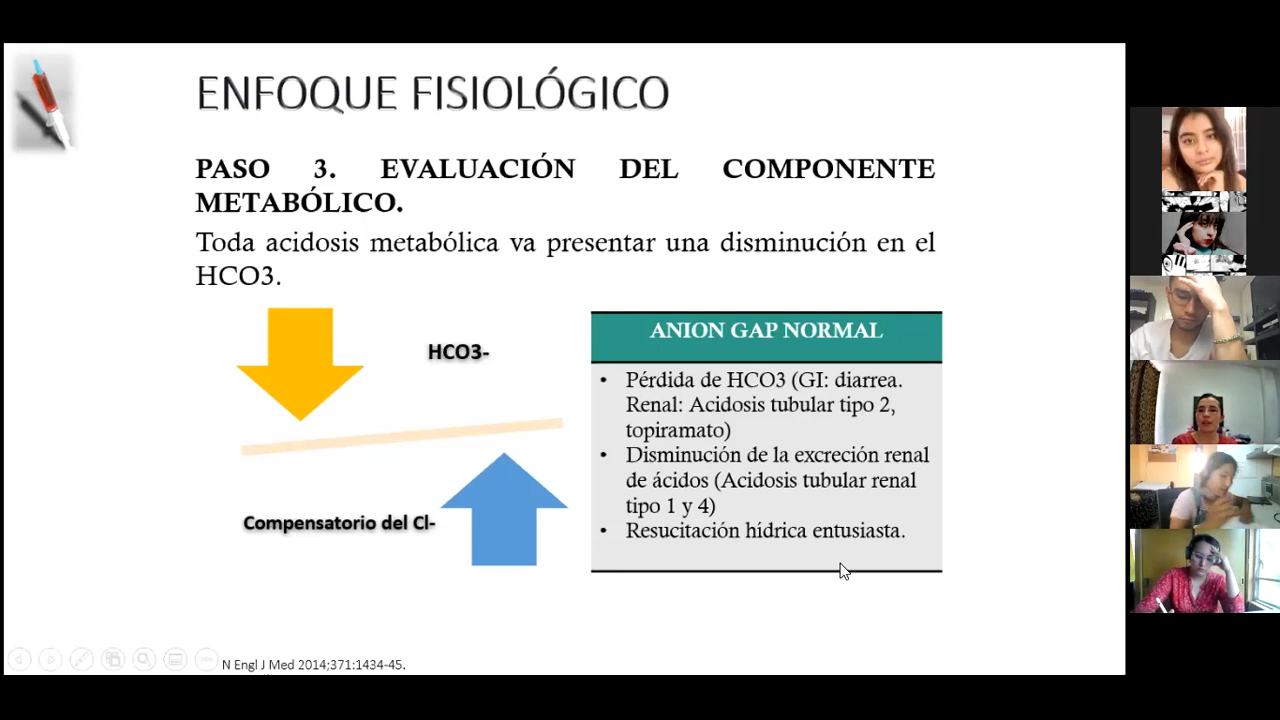 ENFOQUE FISIOLÓGICO
PASO 3. EVALUACIÓN DEL COMPONENTE
METABÓLICO.
Toda acidosis metabólica va presentar una disminución en el
HCO3.
HCO3-
Compensatorio del Cl-
ANION GAP NORMAL
• Pérdida de HCO3 (GI: diarrea.
Renal: Acidosis tubular tipo 2,
topiramato)
• Disminución de la excreción renal
de ácidos (Acidosis tubular renal
tipo 1 y 4)
• Resucitación hídrica entusiasta.
N Engl J Med 2014;371:1434-45.